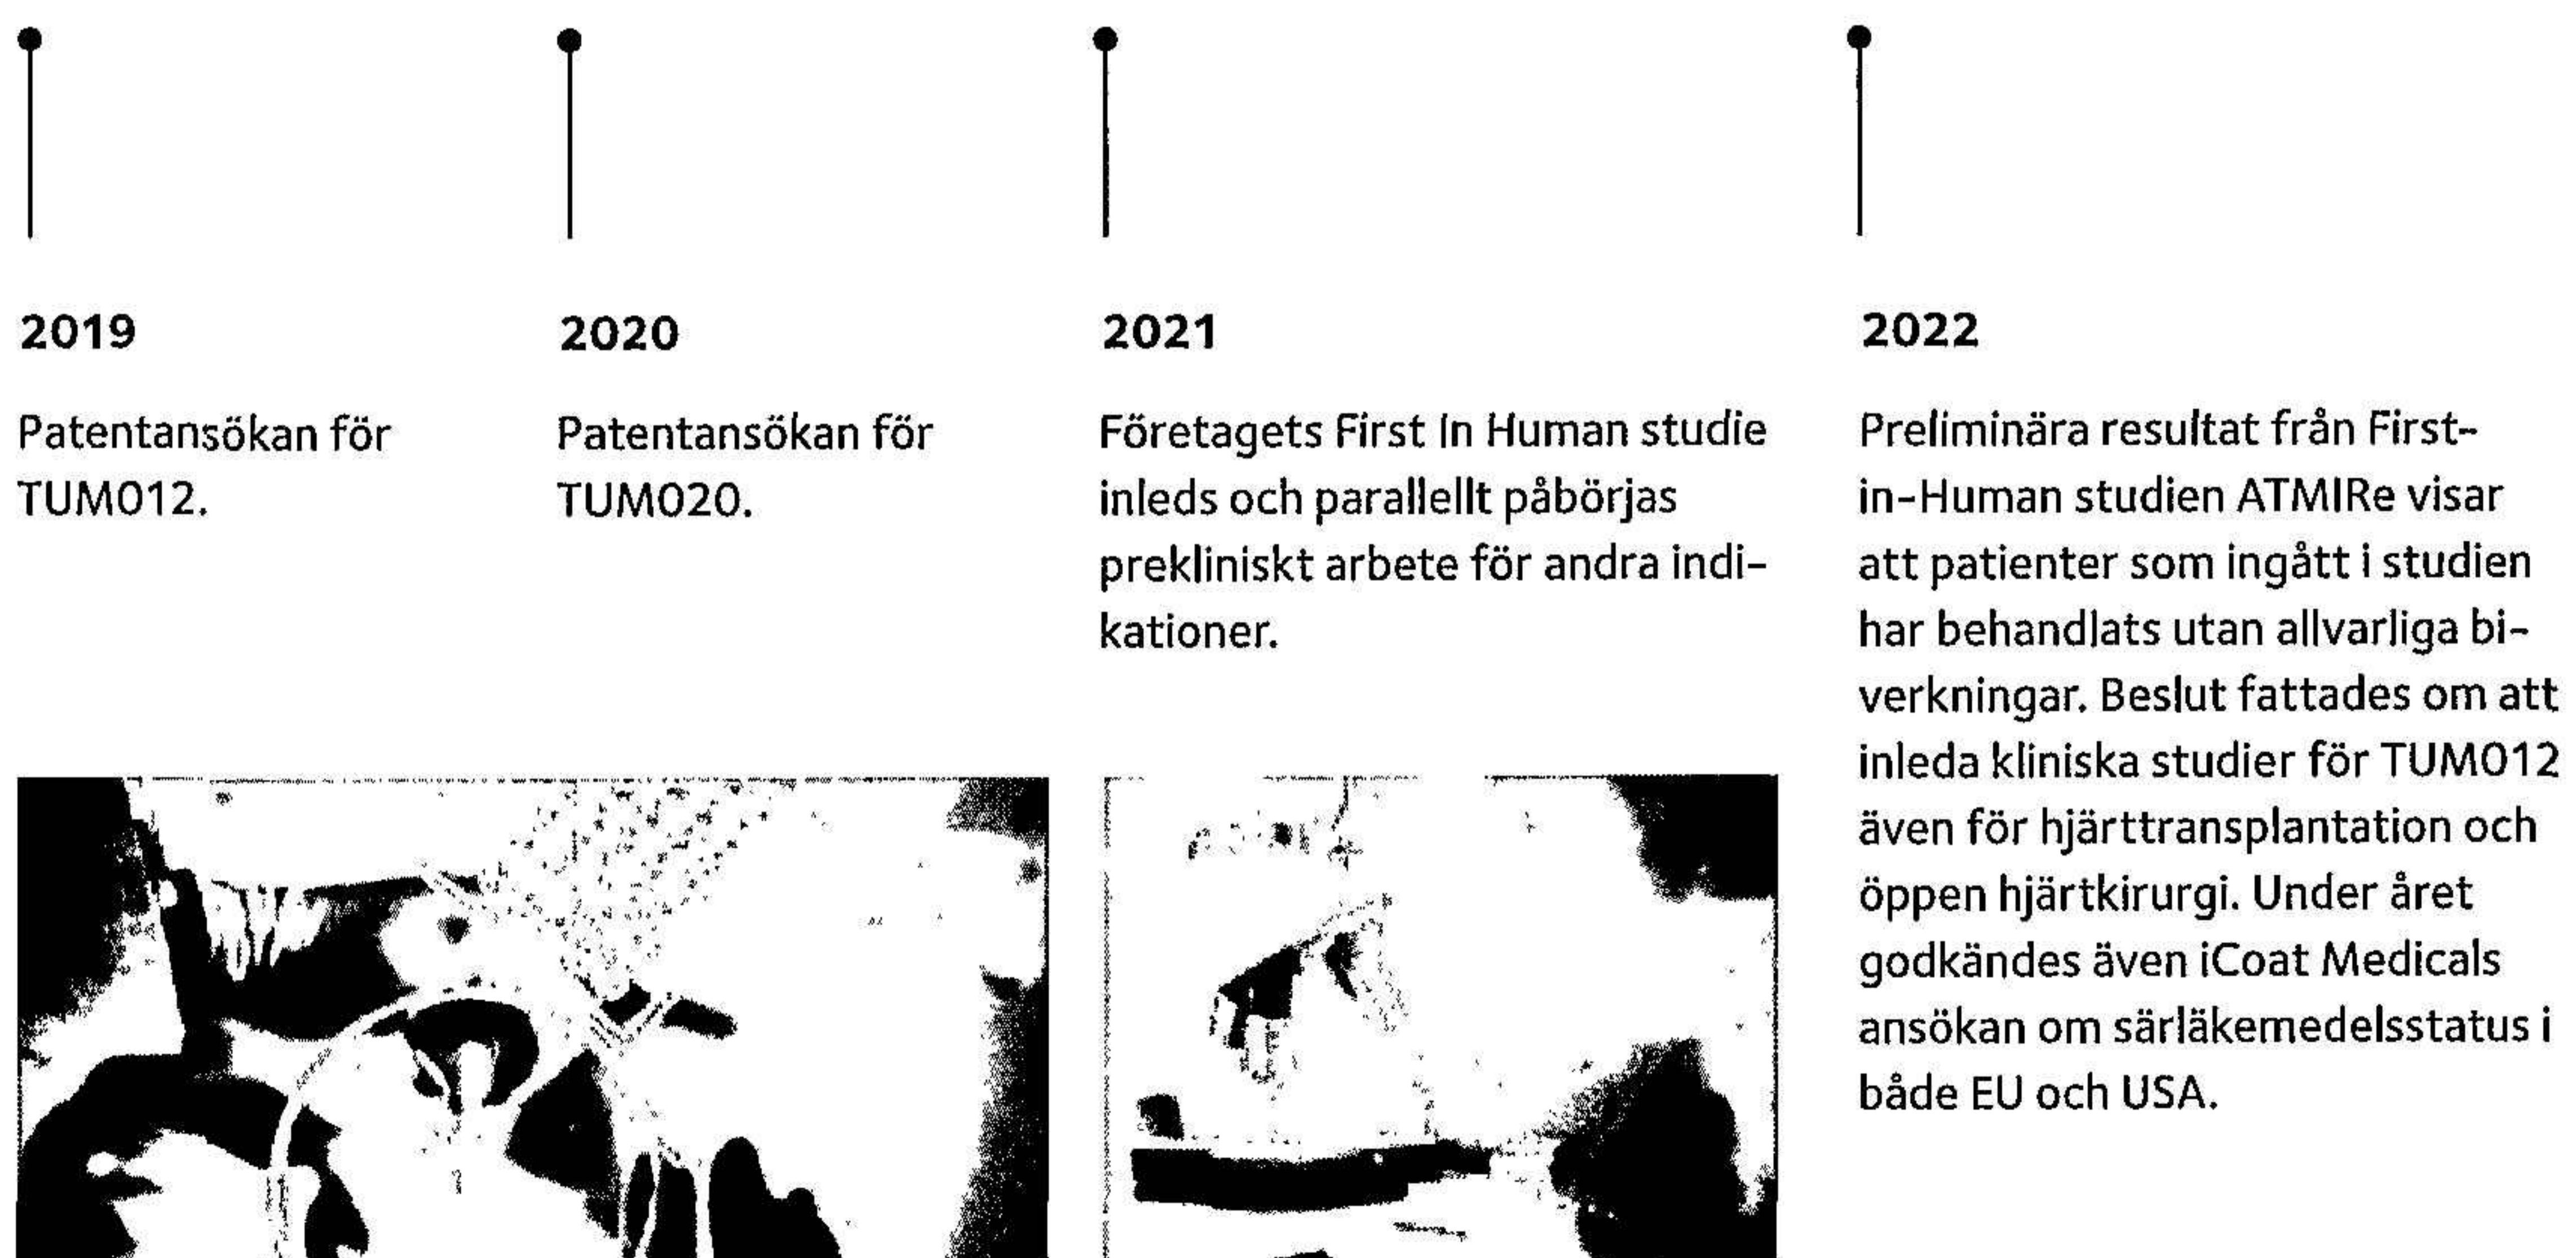 2019
Patentansökan för
TUM012.
2020
Patentansökan för
TUM020.
2021
Företagets First In Human studie
inleds och parallellt påbörjas
prekliniskt arbete för andra indi-
kationer.
2022
Preliminära resultat från First-
in-Human studien ATMIRe visar
att patienter som ingått i studien
har behandlats utan allvarliga bi-
verkningar. Beslut fattades om att
inleda kliniska studier för TUM012
även för hjärttransplantation och
öppen hjärtkirurgi. Under året
godkändes även iCoat Medicals
ansökan om särläkemedelsstatus i
både EU och USA.